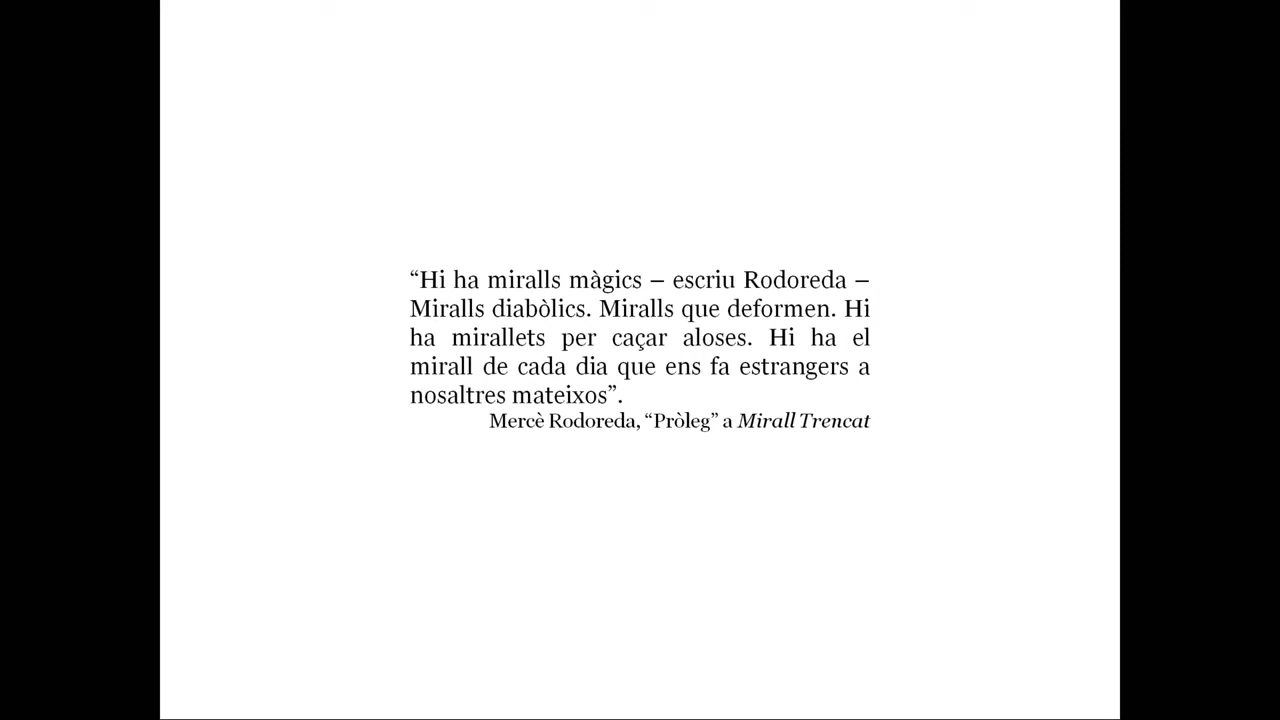 “Hi ha miralls màgics – escriu Rodoreda –
Miralls diabòlics. Miralls que deformen. Hi
ha mirallets per caçar aloses. Hi ha el
mirall de cada dia que ens fa estrangers a
nosaltres mateixos”.
Mercè Rodoreda, “Pròleg” a Mirall Trencat